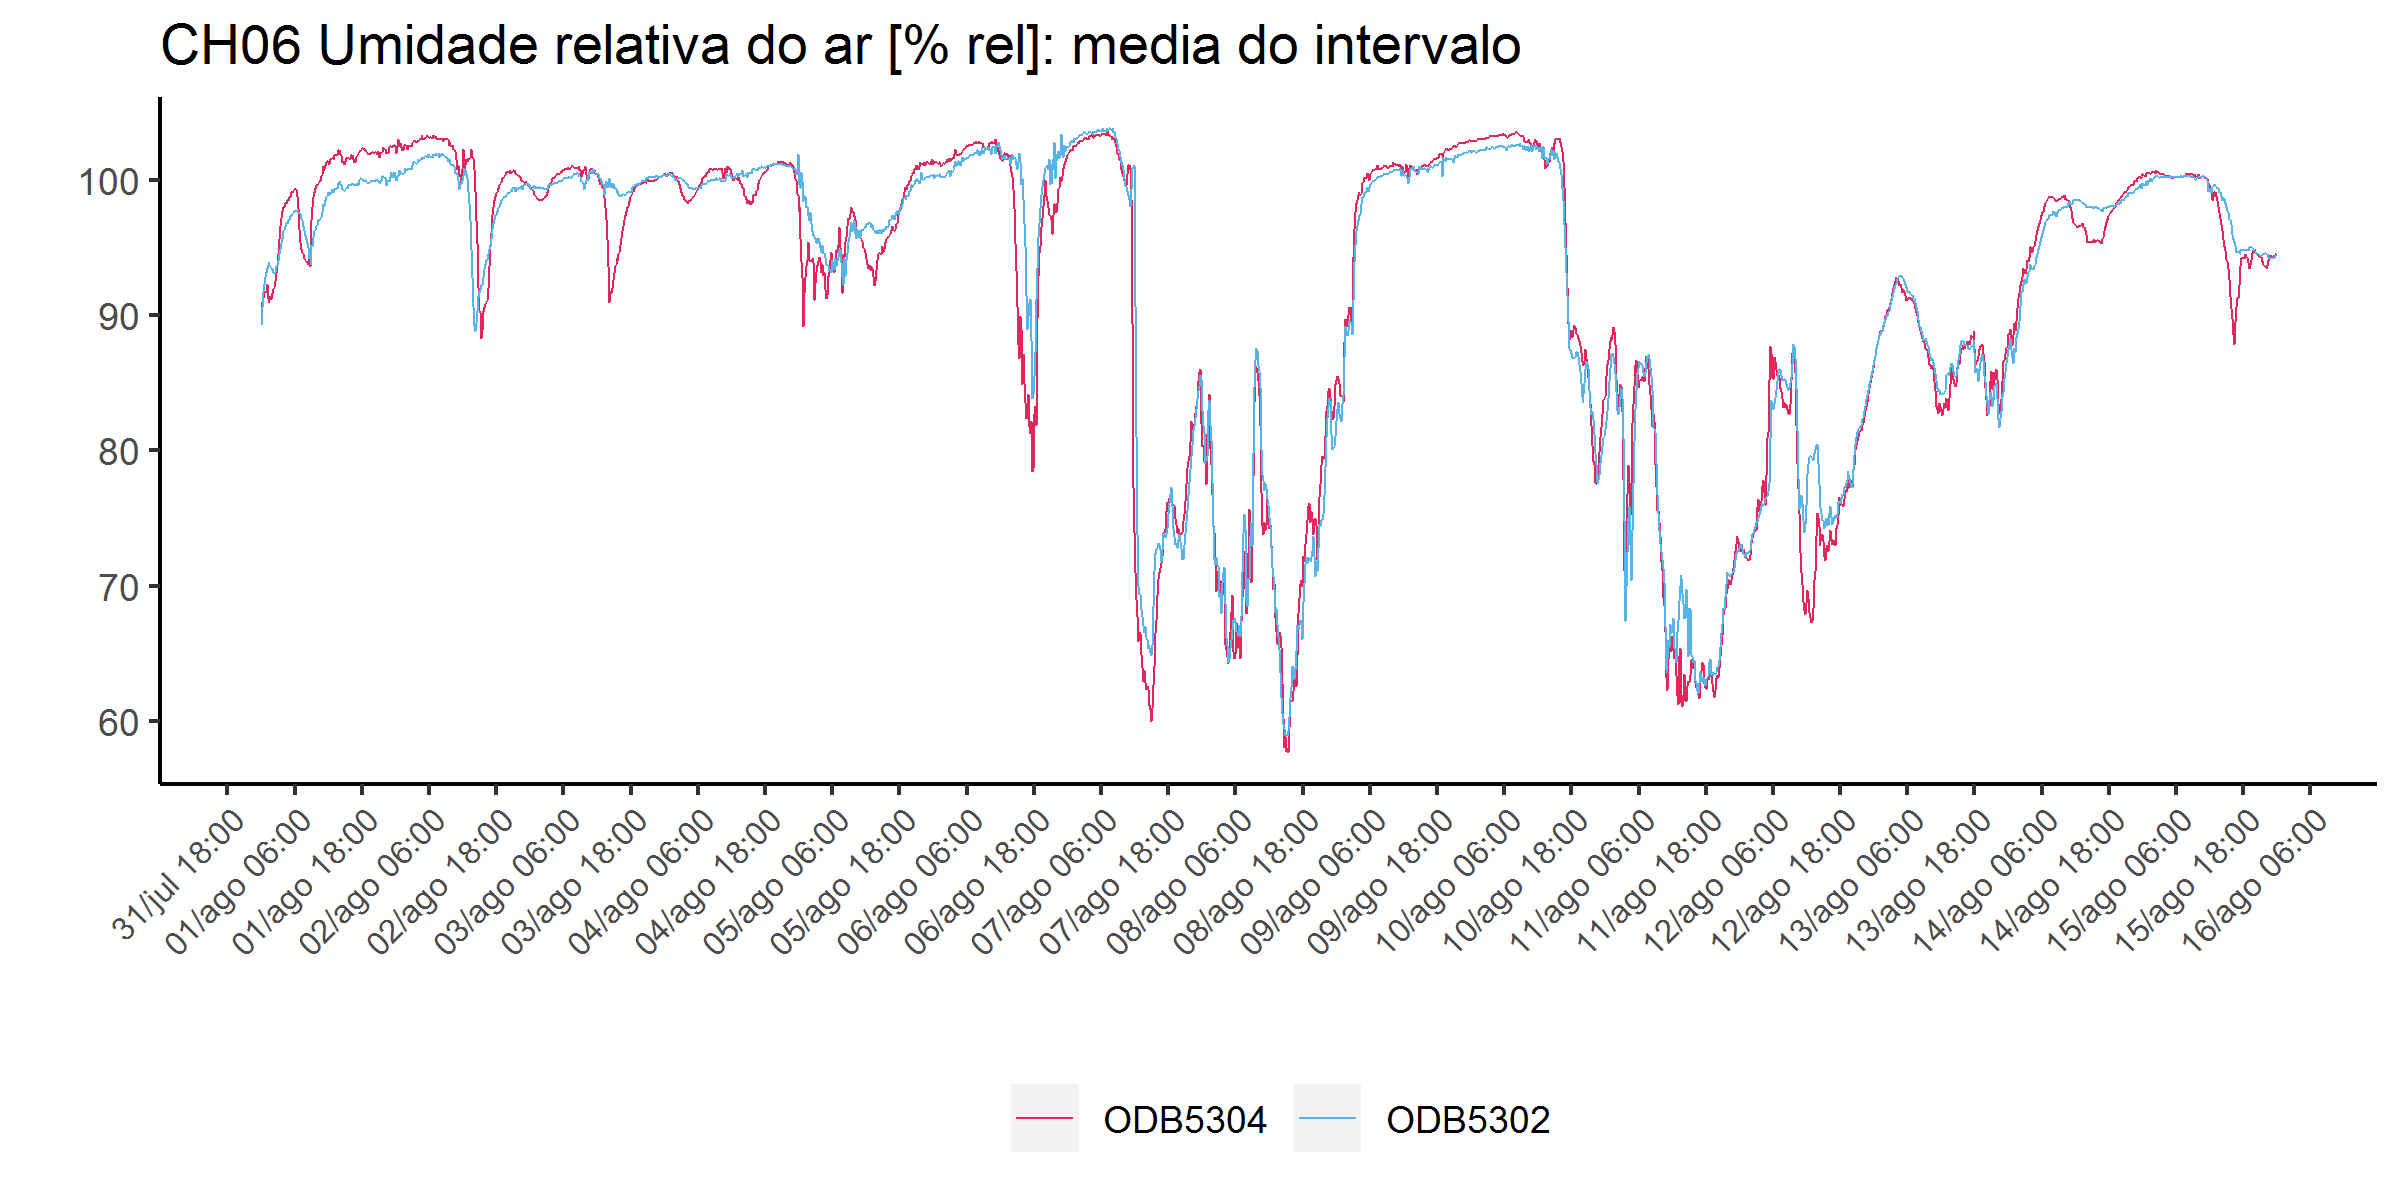 CH06 Umidade relativa do ar [% rel]: media do intervalo
100
90
80
70
60
31/jul 18:00
01/ago 06:00
01/ago 18:00
02/ago 06:00
02/ago 18:00
03/ago 06:00
03/ago 18:00
04/ago 06:00
04/ago 18:00
05/ago 06:00
05/ago 18:00
06/ago 06:00
06/ago 18:00
07/ago 06:00
07/ago 18:00
08/ago 06:00
08/ago 18:00
09/ago 06:00
09/ago 18:00
10/ago 06:00
10/ago 18:00
11/ago 06:00
11/ago 18:00
12/ago 06:00
12/ago 18:00
13/ago 06:00
13/ago 18:00
14/ago 06:00
14/ago 18:00
15/ago 06:00
15/ago 18:00
16/ago 06:00
ODB5304
ODB5302